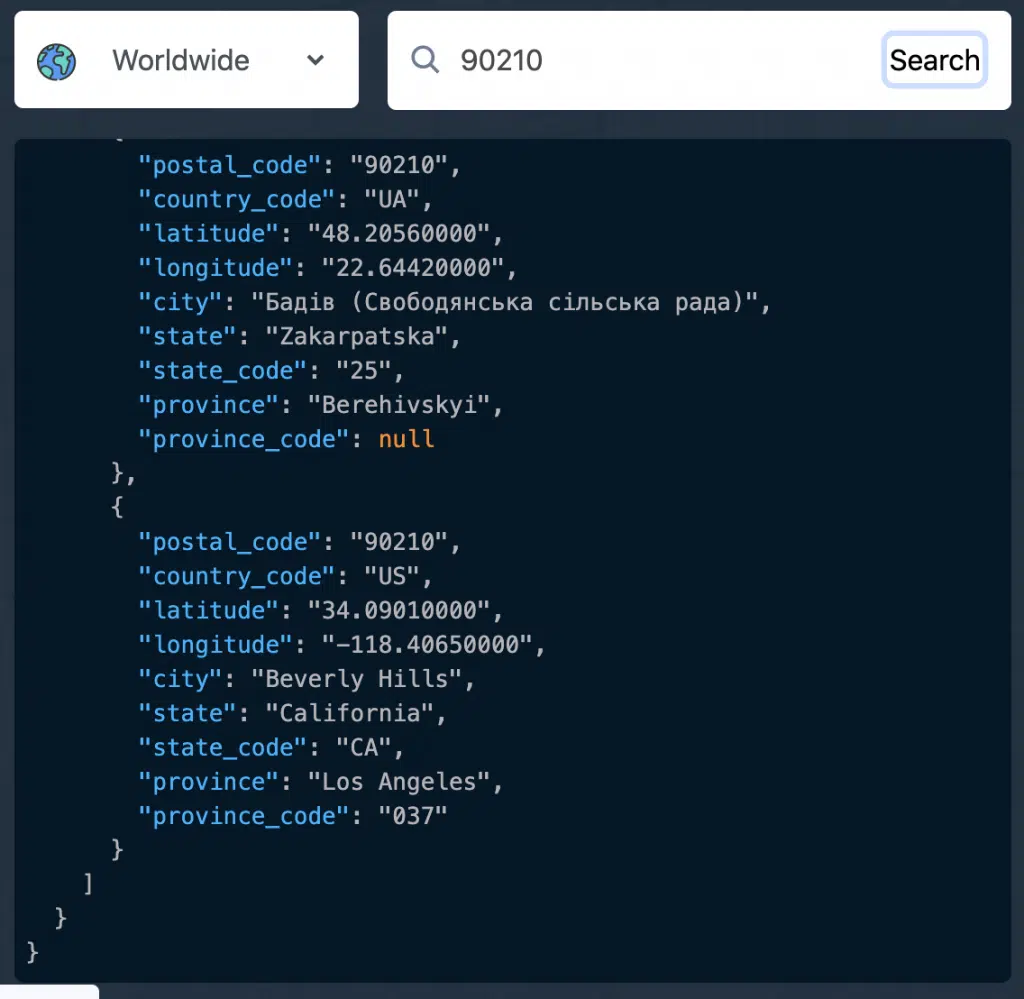 Worldwide
90210
Search
"postal_code": "90210",
"country_code": "UA",
"latitude": "48.20560000",
"longitude": "22.64420000",
"city": "Бадів (Свободянська сільська рада)",
"state": "Zakarpatska",
"state_code": "25",
"province": "Berehivskyi",
"province_code": null
},
{
"postal_code": "90210",
"country_code": "US",
"latitude": "34.09010000",
"longitude": "-118.40650000",
"city": "Beverly Hills",
"state": "California",
"state_code": "CA",
"province": "Los Angeles",
"province_code": "037"
}
]
}
}